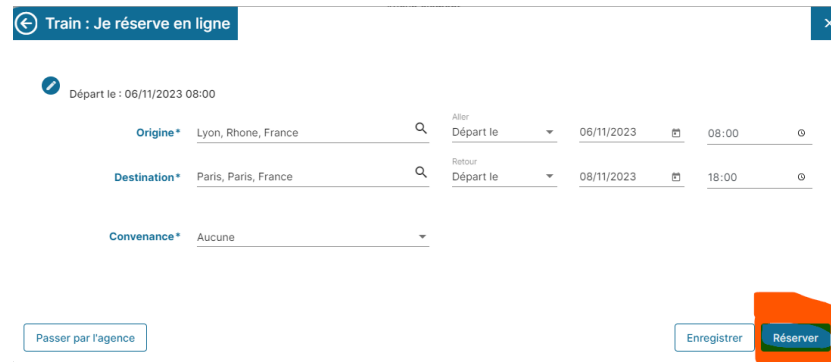 Train : Je réserve en ligne
Départ le : 06/11/2023 08:00
Aller
Origine* Lyon, Rhone, France Départ le 06/11/2023 08:00
Retour
Destination* Paris, Paris, France Départ le 08/11/2023 18:00
Convenance* Aucune
Passer par l'agence Enregistrer Réserver